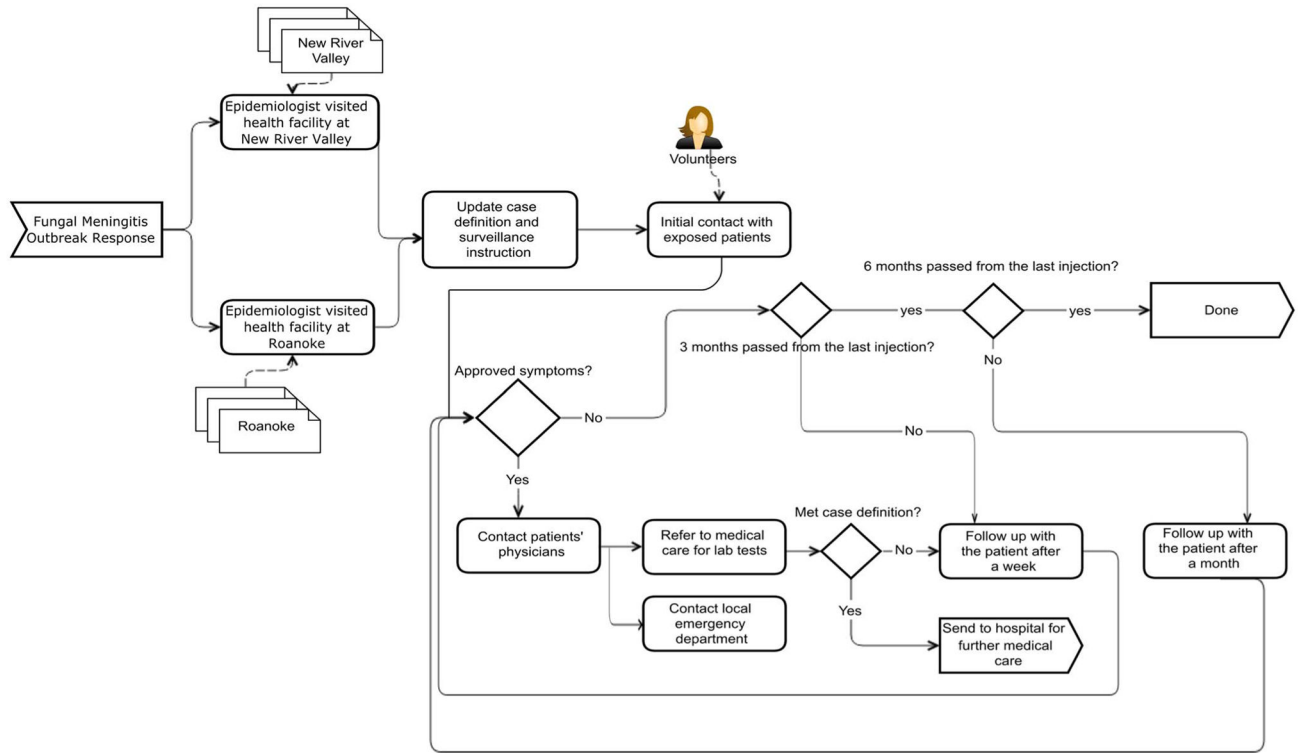 New River
Valley
Epidemiologist visited
health facility at
New River Valley
Volunteers
Fungal Meningitis
Outbreak Response
Update case
definition and
surveillance
instruction
Initial contact with
exposed patients
6 months passed from the last injection?
Epidemiologist visited
health facility at
Roanoke
yes
yes
Done
3 months passed from the last injection?
No
Approved symptoms?
Roanoke
No
No
Yes
Met case definition?
Contact patients'
physicians
Refer to medical
care for lab tests
No
Follow up with
the patient after
a week
Follow up with
the patient after
a month
Contact local
emergency
department
Yes
Send to hospital for
further medical
care